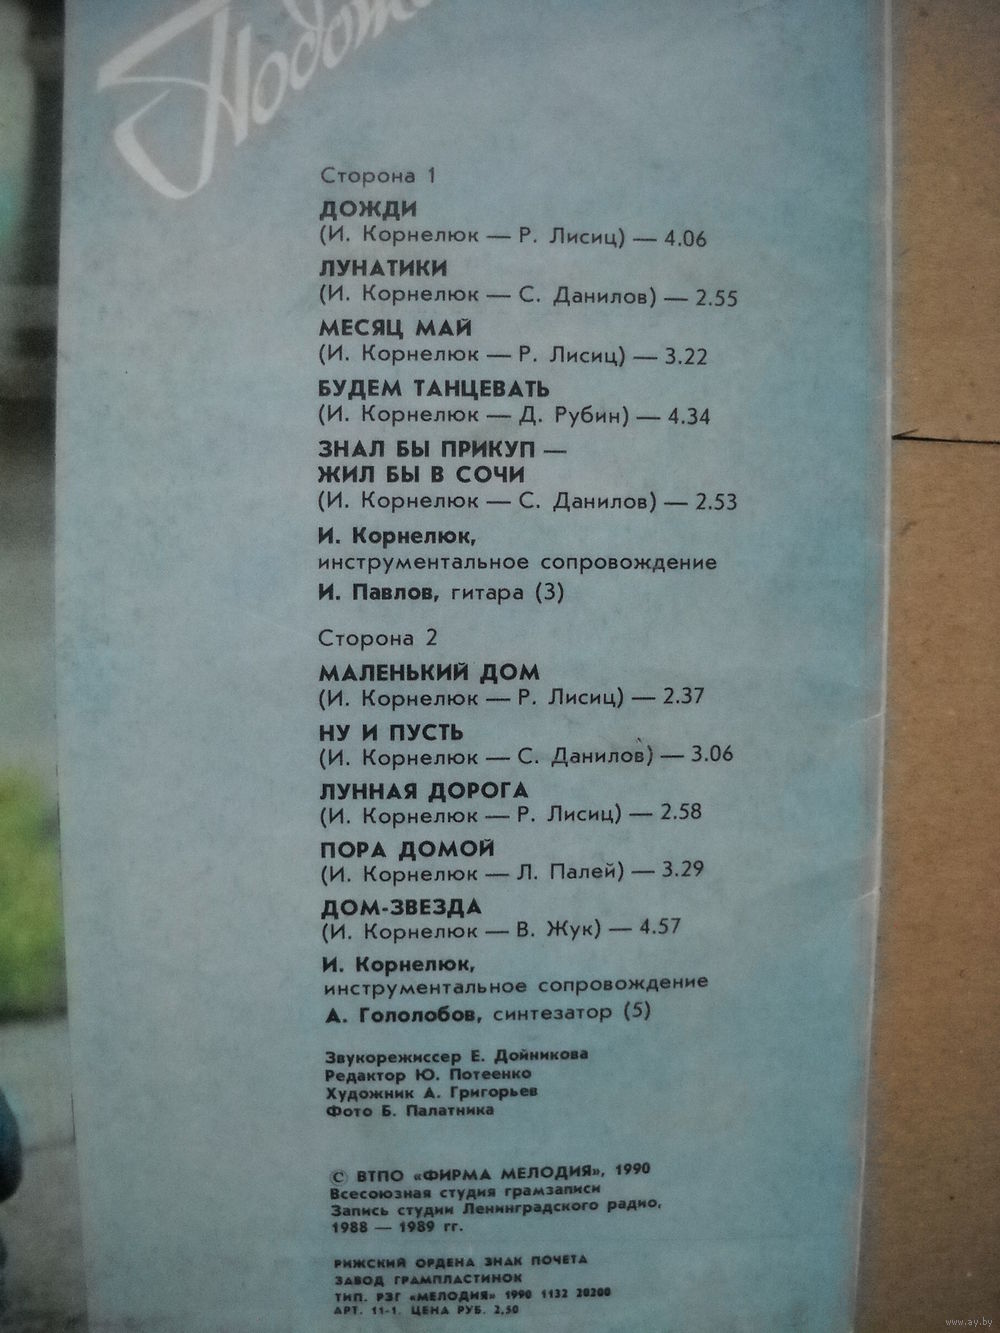 Сторона 1
ДОЖДИ
(И. Корнелюк — Р. Лисиц) — 4.06
ЛУНАТИКИ
(И. Корнелюк — С. Данилов) — 2.55
МЕСЯЦ МАЙ
(И. Корнелюк — Р. Лисиц) — 3.22
БУДЕМ ТАНЦЕВАТЬ
(И. Корнелюк — Д. Рубин) — 4.34
ЗНАЛ БЫ ПРИКУП —
ЖИЛ БЫ В СОЧИ
(И. Корнелюк — С. Данилов) — 2.53
И. Корнелюк,
инструментальное сопровождение
И. Павлов, гитара (3)
Сторона 2
МАЛЕНЬКИЙ ДОМ
(И. Корнелюк — Р. Лисиц) — 2.37
НУ И ПУСТЬ
(И. Корнелюк — С. Данилов) — 3.06
ЛУННАЯ ДОРОГА
(И. Корнелюк — Р. Лисиц) — 2.58
ПОРА ДОМОЙ
(И. Корнелюк — Л. Палей) — 3.29
ДОМ-ЗВЕЗДА
(И. Корнелюк — В. Жук) — 4.57
И. Корнелюк,
инструментальное сопровождение
А. Гололобов, синтезатор (5)
Звукорежиссер Е. Дойникова
Редактор Ю. Потеенко
Художник А. Григорьев
Фото Б. Палатника
© ВТПО «ФИРМА МЕЛОДИЯ», 1990
Всесоюзная студия грамзаписи
Запись студии Ленинградского радио,
1988 — 1989 гг.
РИЖСКИЙ ОРДЕНА ЗНАК ПОЧЕТА
ЗАВОД ГРАМПЛАСТИНОК
ТИП. РЗГ «МЕЛОДИЯ» 1990 1132 20200
АРТ. 11-1. ЦЕНА РУБ. 2,50
www.ay.by